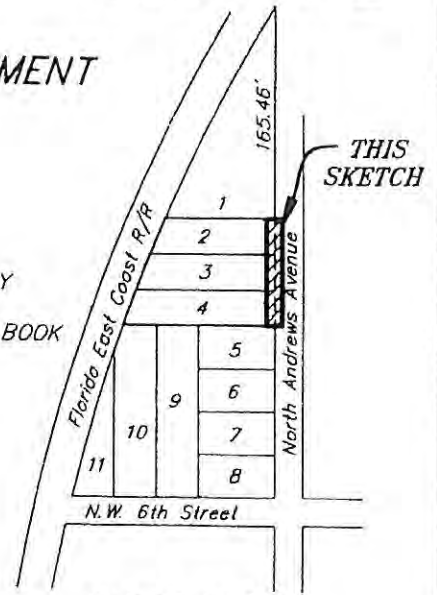 MENT
165.46'
THIS
SKETCH
1
2
3
4
Y
BOOK
Florida East Coast R/R
North Andrews Avenue
5
6
7
8
9
10
11
N.W. 6th Street